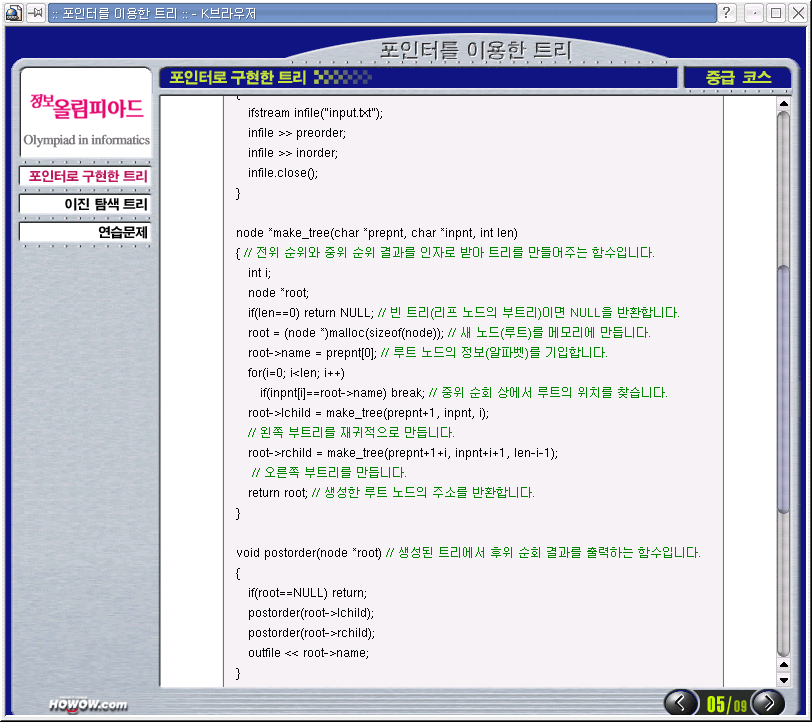 :: 포인터를 이용한 트리 :: - K브라우저
포인터를 이용한 트리
정보올림피아드
Olympiad in informatics
포인터로 구현한 트리
이진 탐색 트리
연습문제
포인터로 구현한 트리
중급 코스
{
ifstream infile("input.txt");
infile >> preorder;
infile >> inorder;
infile.close();
}
node *make_tree(char *prepnt, char *inpnt, int len)
{ // 전위 순위와 중위 순위 결과를 인자로 받아 트리를 만들어주는 함수입니다.
int i;
node *root;
if(len==0) return NULL; // 빈 트리(리프 노드의 부트리)이면 NULL을 반환합니다.
root = (node *)malloc(sizeof(node)); // 새 노드(루트)를 메모리에 만듭니다.
root->name = prepnt[0]; // 루트 노드의 정보(알파벳)를 기입합니다.
for(i=0; i<len; i++)
if(inpnt[i]==root->name) break; // 중위 순회 상에서 루트의 위치를 찾습니다.
root->lchild = make_tree(prepnt+1, inpnt, i);
// 왼쪽 부트리를 재귀적으로 만듭니다.
root->rchild = make_tree(prepnt+1+i, inpnt+i+1, len-i-1);
// 오른쪽 부트리를 만듭니다.
return root; // 생성한 루트 노드의 주소를 반환합니다.
}
void postorder(node *root) // 생성된 트리에서 후위 순회 결과를 출력하는 함수입니다.
{
if(root==NULL) return;
postorder(root->lchild);
postorder(root->rchild);
outfile << root->name;
}
HOWOW.com
05/09